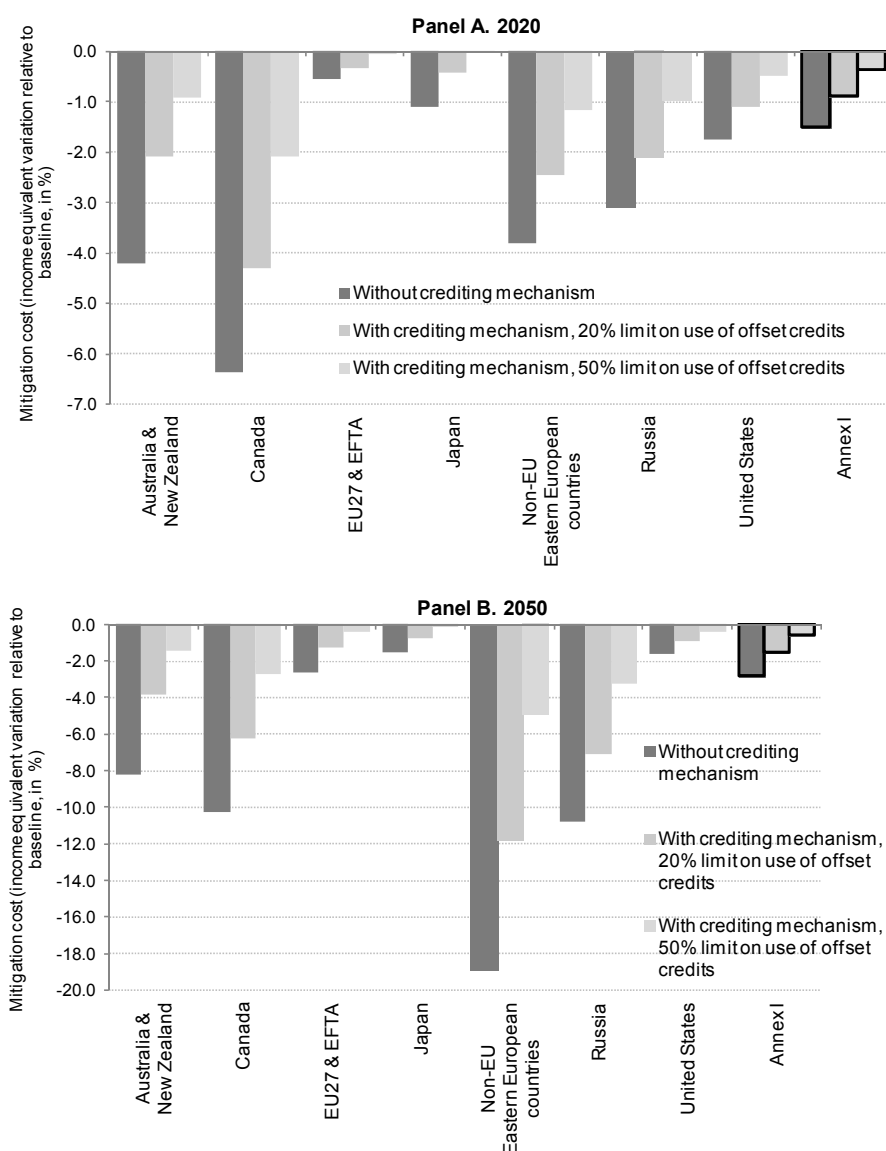 Panel A. 2020
Mitigation cost (income equivalent variation relative to
baseline, in %)
0.0
-1.0
-2.0
-3.0
-4.0
-5.0
-6.0
-7.0
Without crediting mechanism
With crediting mechanism, 20% limit on use of offset credits
With crediting mechanism, 50% limit on use of offset credits
Australia &
New Zealand
Canada
EU27 & EFTA
Japan
Non-EU
Eastern European
countries
Russia
United States
Annex I
Panel B. 2050
Mitigation cost (income equivalent variation relative to
baseline, in %)
0.0
-2.0
-4.0
-6.0
-8.0
-10.0
-12.0
-14.0
-16.0
-18.0
-20.0
Without crediting
mechanism
With crediting mechanism,
20% limit on use of offset
credits
With crediting mechanism,
50% limit on use of offset
credits
Australia &
New Zealand
Canada
EU27 & EFTA
Japan
Non-EU
Eastern European
countries
Russia
United States
Annex I